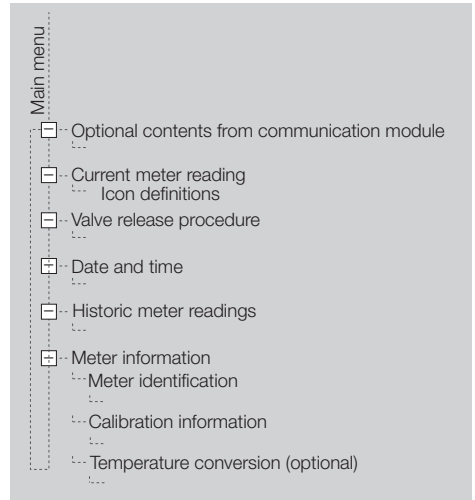 Main menu
Optional contents from communication module
Current meter reading
Icon definitions
Valve release procedure
Date and time
Historic meter readings
Meter information
Meter identification
Calibration information
Temperature conversion (optional)